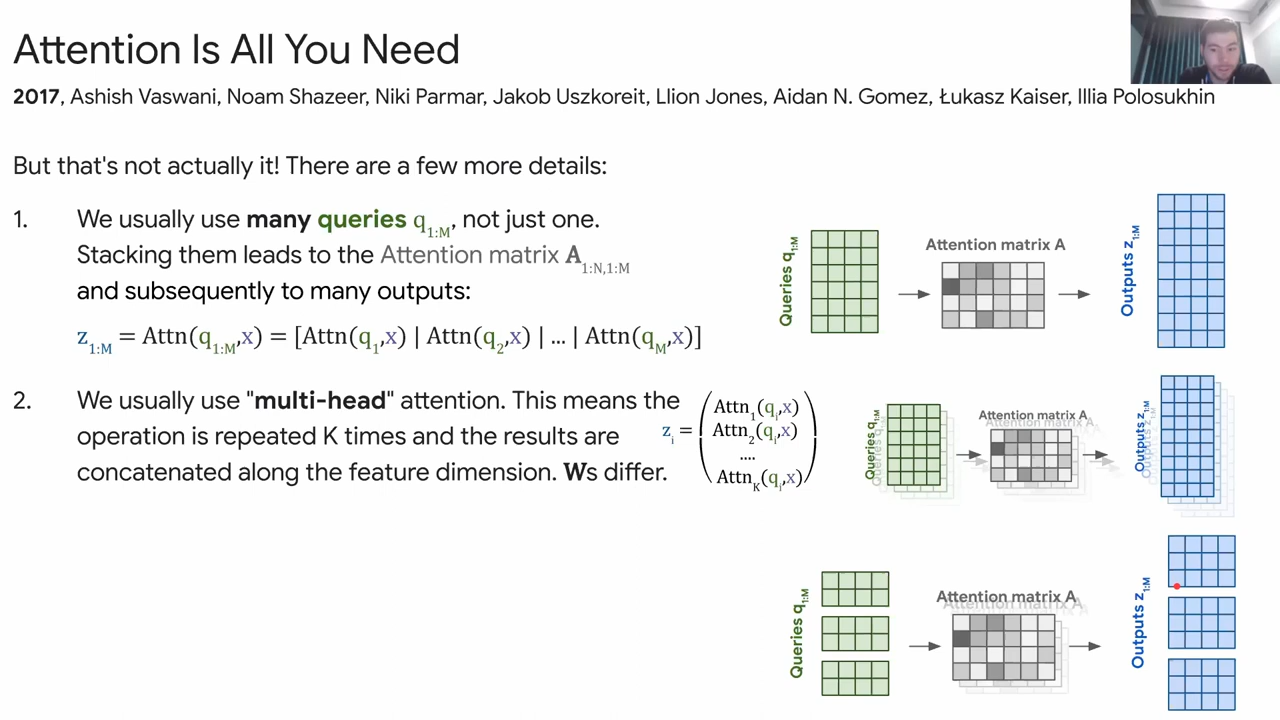 Attention Is All You Need
2017, Ashish Vaswani, Noam Shazeer, Niki Parmar, Jakob Uszkoreit, Llion Jones, Aidan N. Gomez, Łukasz Kaiser, Illia Polosukhin
But that's not actually it! There are a few more details:
1. We usually use many queries q1:M, not just one.
Stacking them leads to the Attention matrix A1:N,1:M
and subsequently to many outputs:
z1:M = Attn(q1:M,x) = [Attn(q1,x) | Attn(q2,x) | ... | Attn(qM,x)]
Queries q1:M
Attention matrix A
Outputs z1:M
2. We usually use "multi-head" attention. This means the
operation is repeated K times and the results are
concatenated along the feature dimension. Ws differ.
zi =
Attn1(qi,x)
Attn2(qi,x)
....
AttnK(qi,x)
Queries q1:M
Attention matrix A
Outputs z1:M
Queries q1:M
Attention matrix A
Outputs z1:M